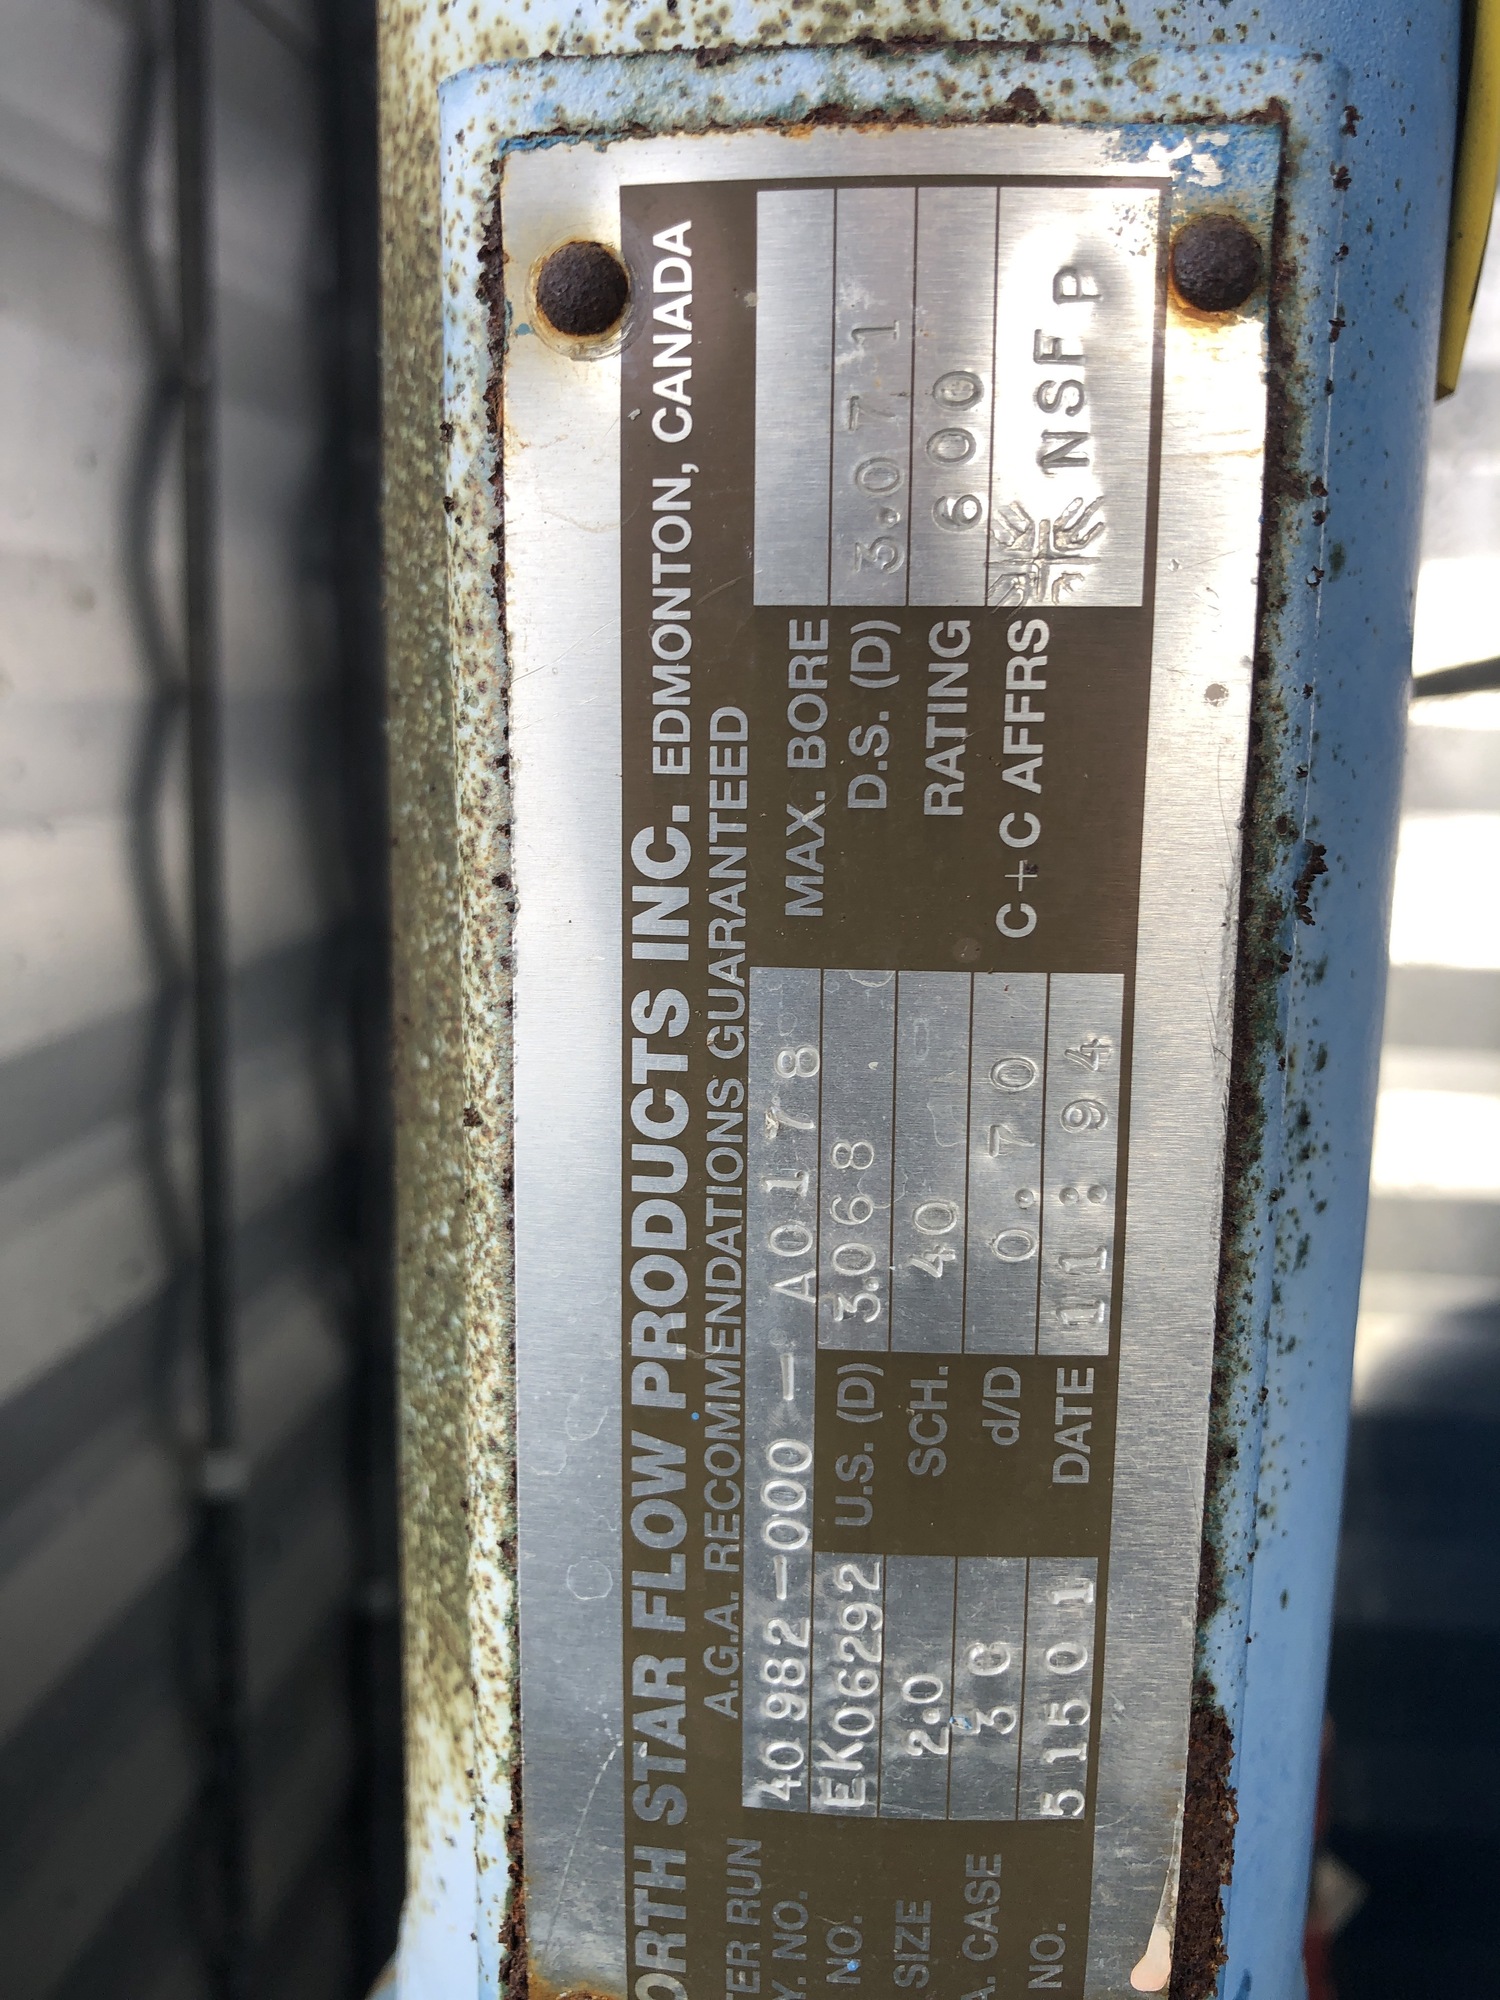 ORTH STAR FLOW PRODUCTS INC. EDMONTON, CANADA
A.G.A. RECOMMENDATIONS GUARANTEED
TER RUN
Y. NO. 40982-000 - A0178 MAX. BORE
NO. EK06292 U.S. (D) 3.068 D.S. (D) 3.071
SIZE 2.0 SCH. 40 RATING 600
A. CASE 3G d/D 0.70 C+C AFFRS NSF P
NO. 51501 DATE 11:94